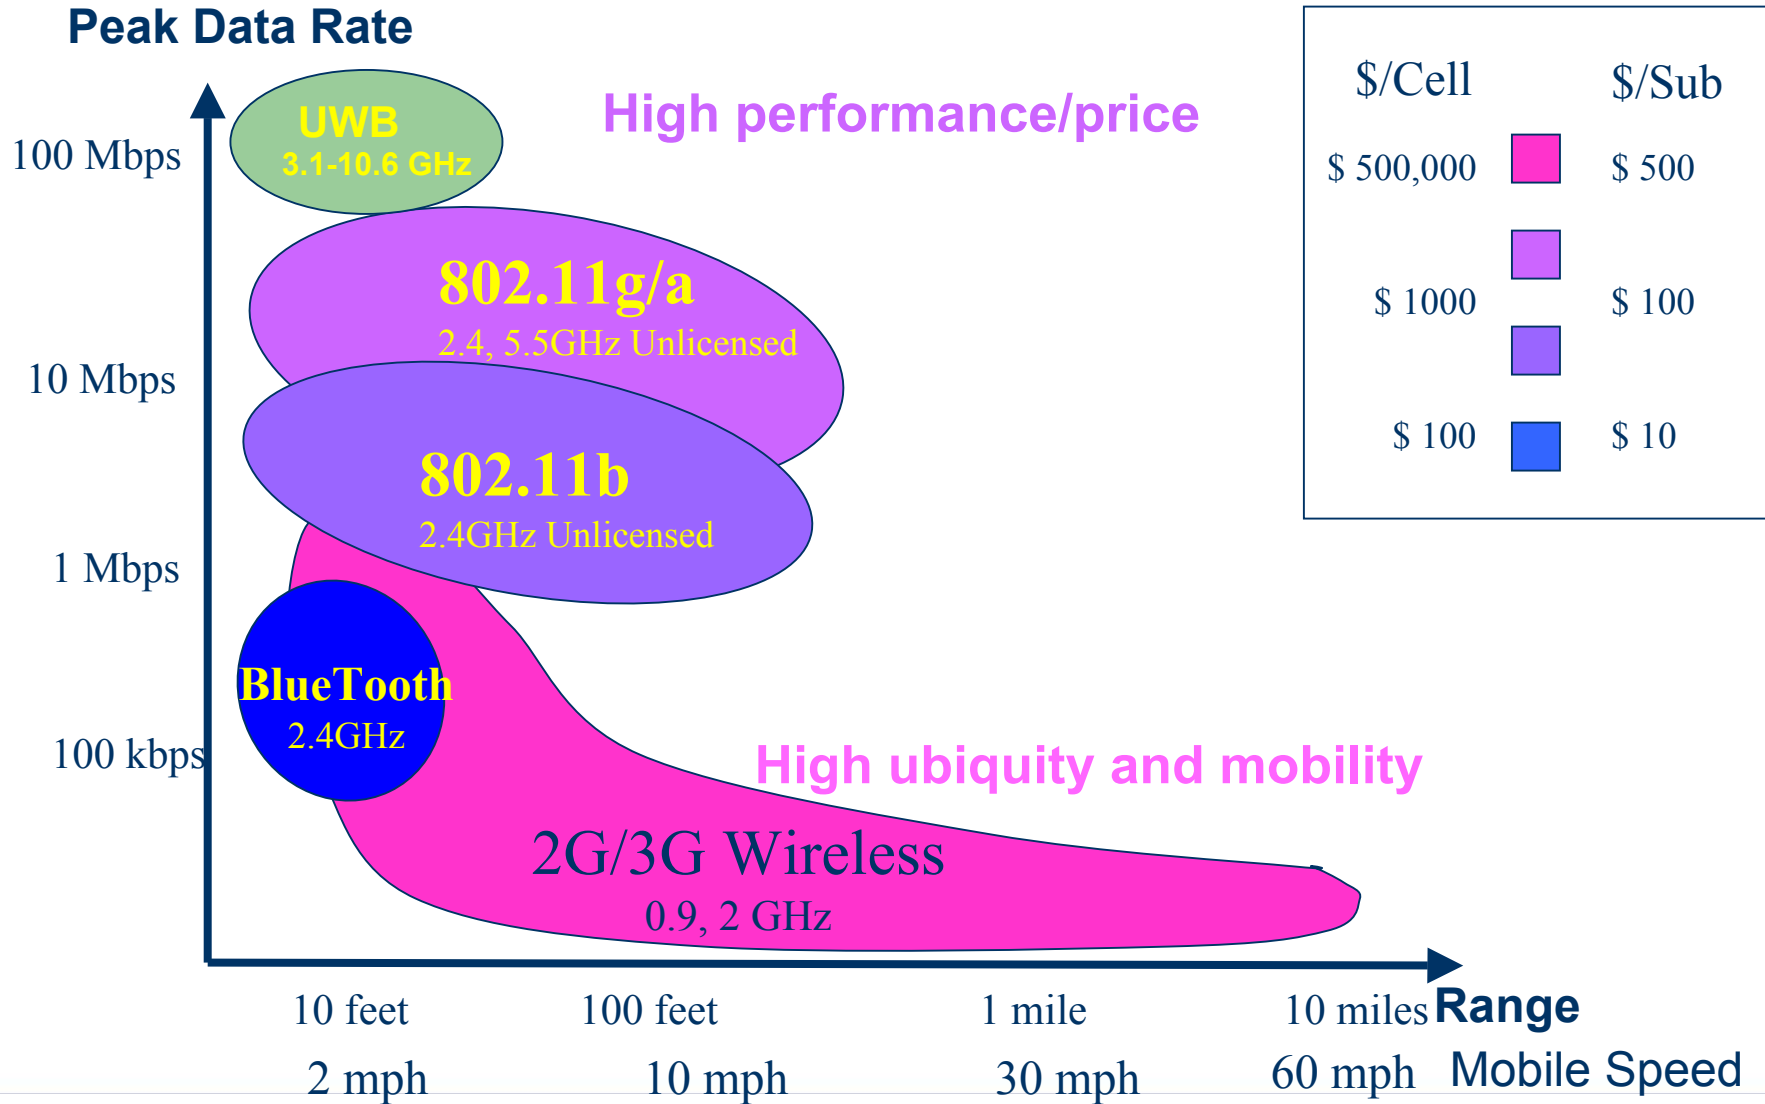 Peak Data Rate
$/Cell $/Sub
UWB
3.1-10.6 GHz
High performance/price
100 Mbps
$ 500,000 $ 500
802.11g/a
2.4, 5.5GHz Unlicensed
$ 1000 $ 100
10 Mbps
$ 100 $ 10
802.11b
2.4GHz Unlicensed
1 Mbps
BlueTooth
2.4GHz
100 kbps
High ubiquity and mobility
2G/3G Wireless
0.9, 2 GHz
10 feet 100 feet 1 mile 10 miles Range
2 mph 10 mph 30 mph 60 mph Mobile Speed